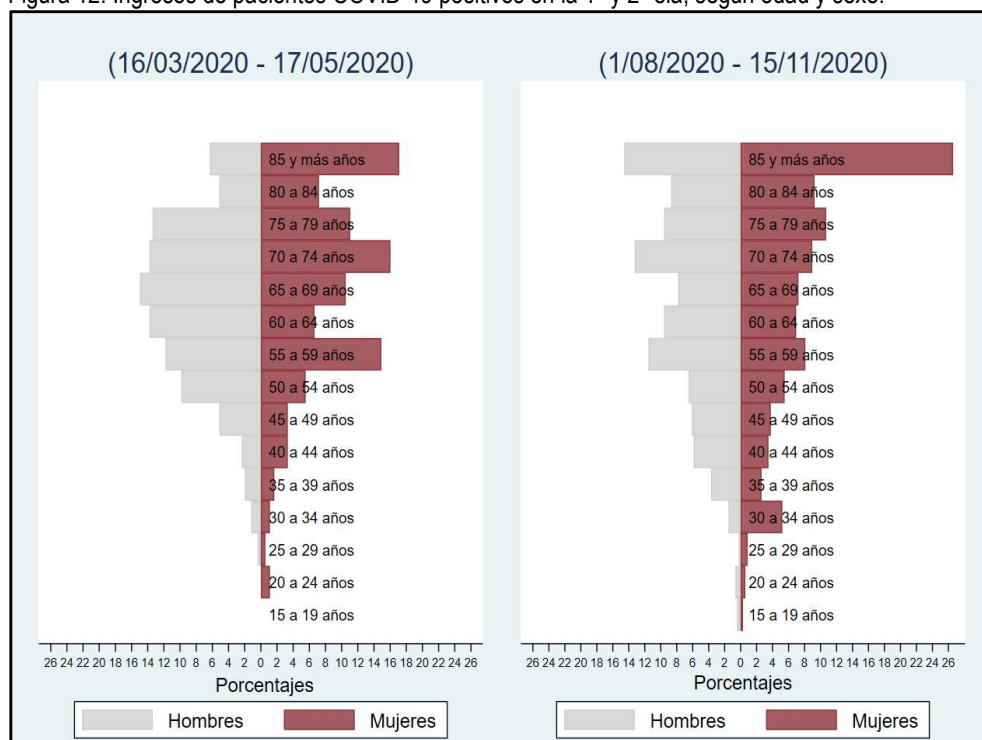 Figura 12. Ingresos de pacientes COVID-19 positivos en la 1ª y 2ª ola, según edad y sexo.
(16/03/2020 - 17/05/2020)
85 y más años
80 a 84 años
75 a 79 años
70 a 74 años
65 a 69 años
60 a 64 años
55 a 59 años
50 a 54 años
45 a 49 años
40 a 44 años
35 a 39 años
30 a 34 años
25 a 29 años
20 a 24 años
15 a 19 años
26 24 22 20 18 16 14 12 10 8 6 4 2 0 2 4 6 8 10 12 14 16 18 20 22 24 26
Porcentajes
Hombres Mujeres
(1/08/2020 - 15/11/2020)
85 y más años
80 a 84 años
75 a 79 años
70 a 74 años
65 a 69 años
60 a 64 años
55 a 59 años
50 a 54 años
45 a 49 años
40 a 44 años
35 a 39 años
30 a 34 años
25 a 29 años
20 a 24 años
15 a 19 años
26 24 22 20 18 16 14 12 10 8 6 4 2 0 2 4 6 8 10 12 14 16 18 20 22 24 26
Porcentajes
Hombres Mujeres